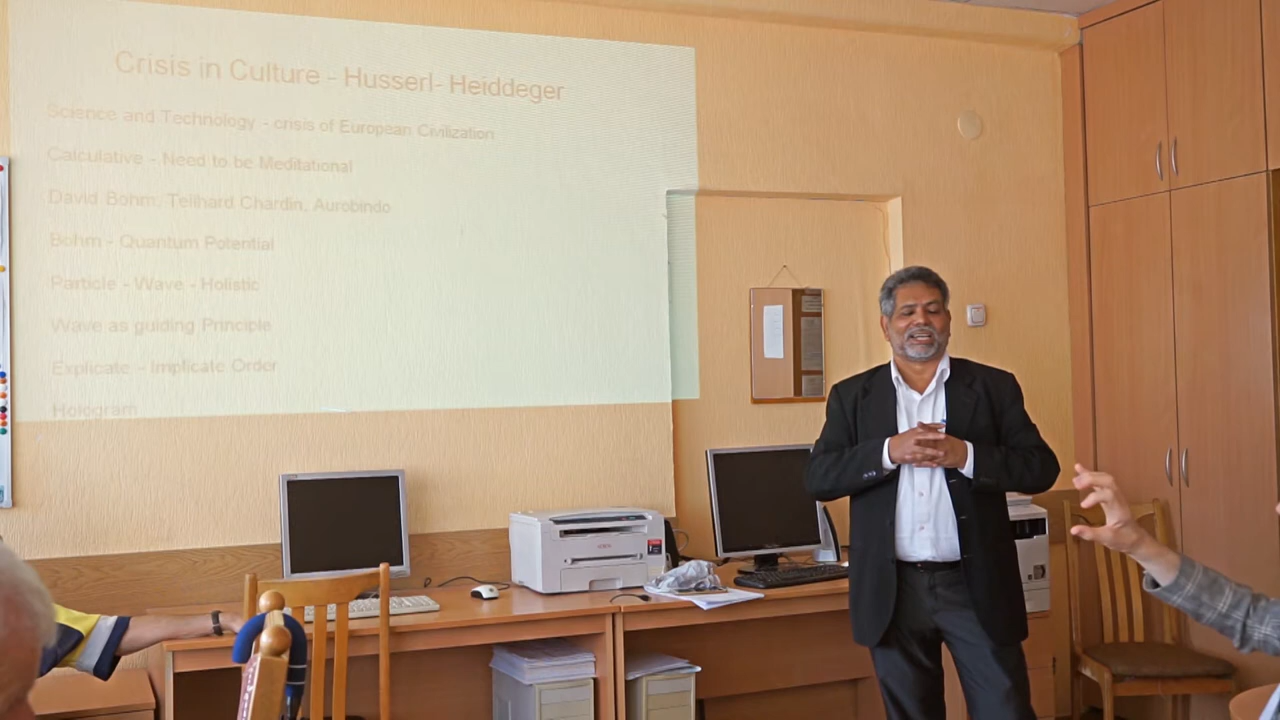 Crisis in Culture - Husserl- Heiddeger
Science and Technology - crisis of European Civilization
Calculative - Need to be Meditational
David Bohm, Teilhard Chardin, Aurobindo
Bohm - Quantum Potential
Particle - Wave - Holistic
Wave as guiding Principle
Explicate - Implicate Order
Hologram